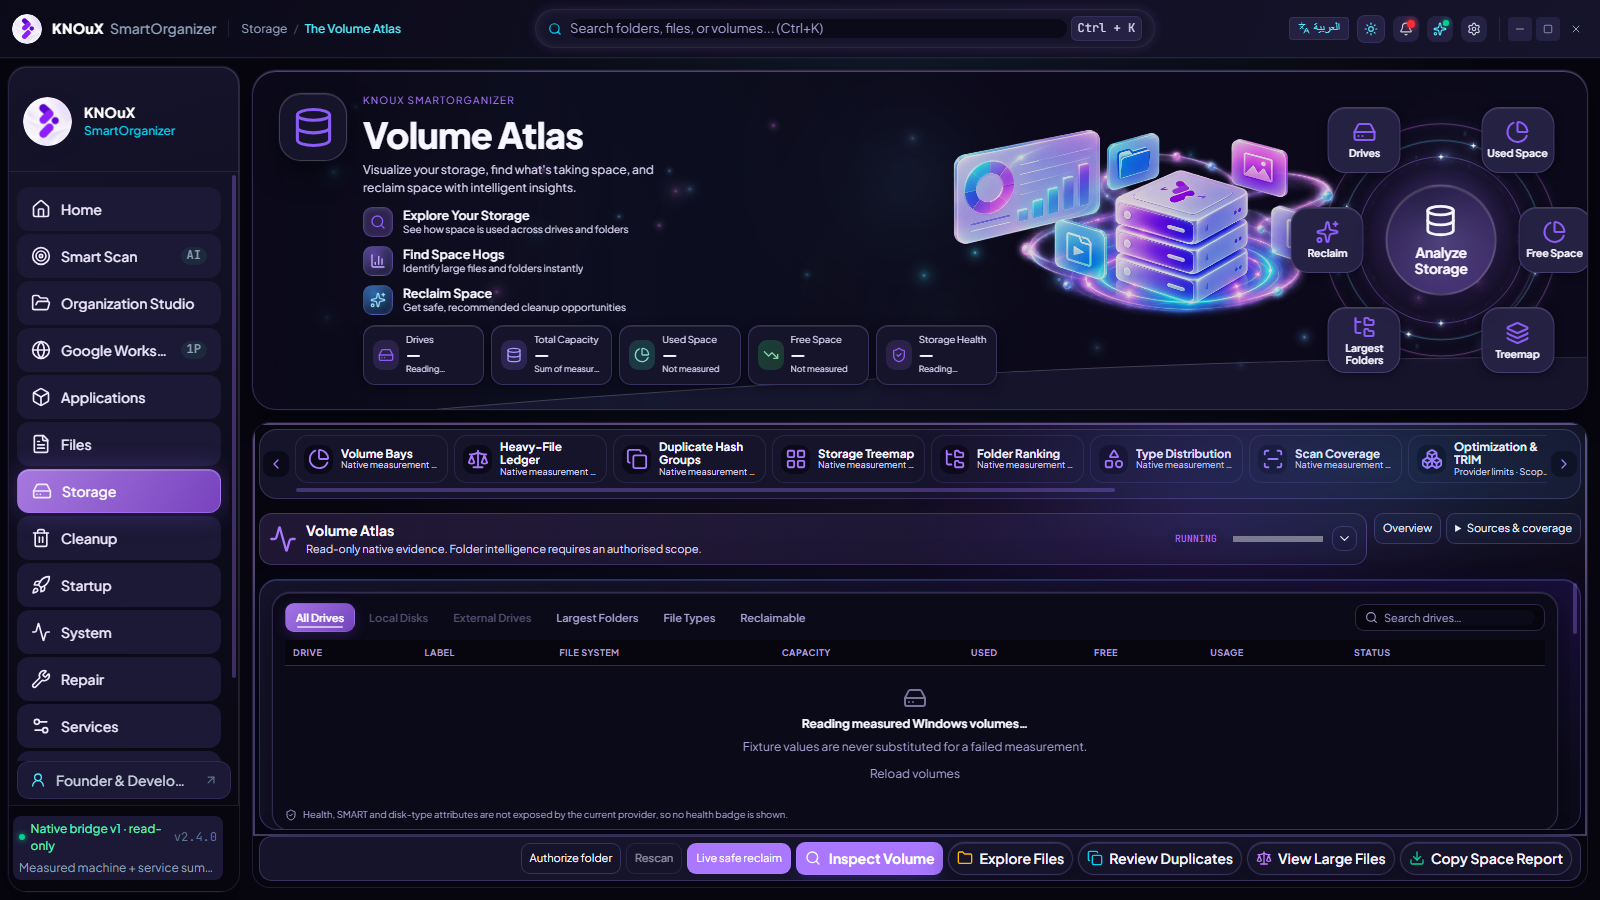 KNOuX SmartOrganizer
Storage / The Volume Atlas
Search folders, files, or volumes... (Ctrl+K)
Ctrl + K
العربية
KNOuX
SmartOrganizer
Home
Smart Scan AI
Organization Studio
Google Works... 1P
Applications
Files
Storage
Cleanup
Startup
System
Repair
Services
Founder & Develo...
Native bridge v1 · read-only v2.4.0
Measured machine + service sum...
KNOUX SMARTORGANIZER
Volume Atlas
Visualize your storage, find what's taking space, and
reclaim space with intelligent insights.
Explore Your Storage
See how space is used across drives and folders
Find Space Hogs
Identify large files and folders instantly
Reclaim Space
Get safe, recommended cleanup opportunities
Drives
—
Reading...
Total Capacity
—
Sum of measur...
Used Space
—
Not measured
Free Space
—
Not measured
Storage Health
—
Reading...
Drives
Used Space
Reclaim
Analyze
Storage
Free Space
Largest
Folders
Treemap
Volume Bays
Native measurement ...
Heavy-File
Ledger
Native measurement ...
Duplicate Hash
Groups
Native measurement ...
Storage Treemap
Native measurement ...
Folder Ranking
Native measurement ...
Type Distribution
Native measurement ...
Scan Coverage
Native measurement ...
Optimization &
TRIM
Provider limits · Scop...
Volume Atlas
Read-only native evidence. Folder intelligence requires an authorised scope.
RUNNING
Overview
Sources & coverage
All Drives
Local Disks
External Drives
Largest Folders
File Types
Reclaimable
Search drives...
DRIVE LABEL FILE SYSTEM CAPACITY USED FREE USAGE STATUS
Reading measured Windows volumes...
Fixture values are never substituted for a failed measurement.
Reload volumes
Health, SMART and disk-type attributes are not exposed by the current provider, so no health badge is shown.
Authorize folder
Rescan
Live safe reclaim
Inspect Volume
Explore Files
Review Duplicates
View Large Files
Copy Space Report